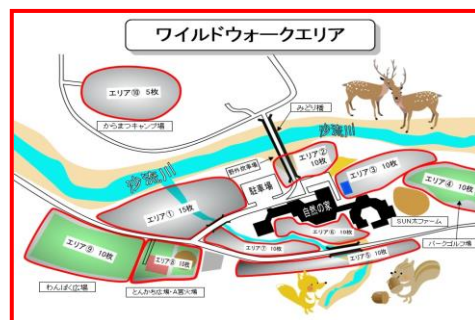 ワイルドウォークエリア
エリア⑩ 5枚
からまつキャンプ場
みどり橋
沙流川
沙流川
野外炊事場
エリア②
10枚
駐車場
エリア③ 10枚
エリア④ 10枚
自然の家
SUN太ファーム
エリア① 15枚
エリア⑥ 10枚
パークゴルフ場
エリア⑦ 10枚
エリア⑨ 10枚
エリア⑧ 10枚
エリア⑤ 10枚
わんぱく広場
とんかち広場・A営火場